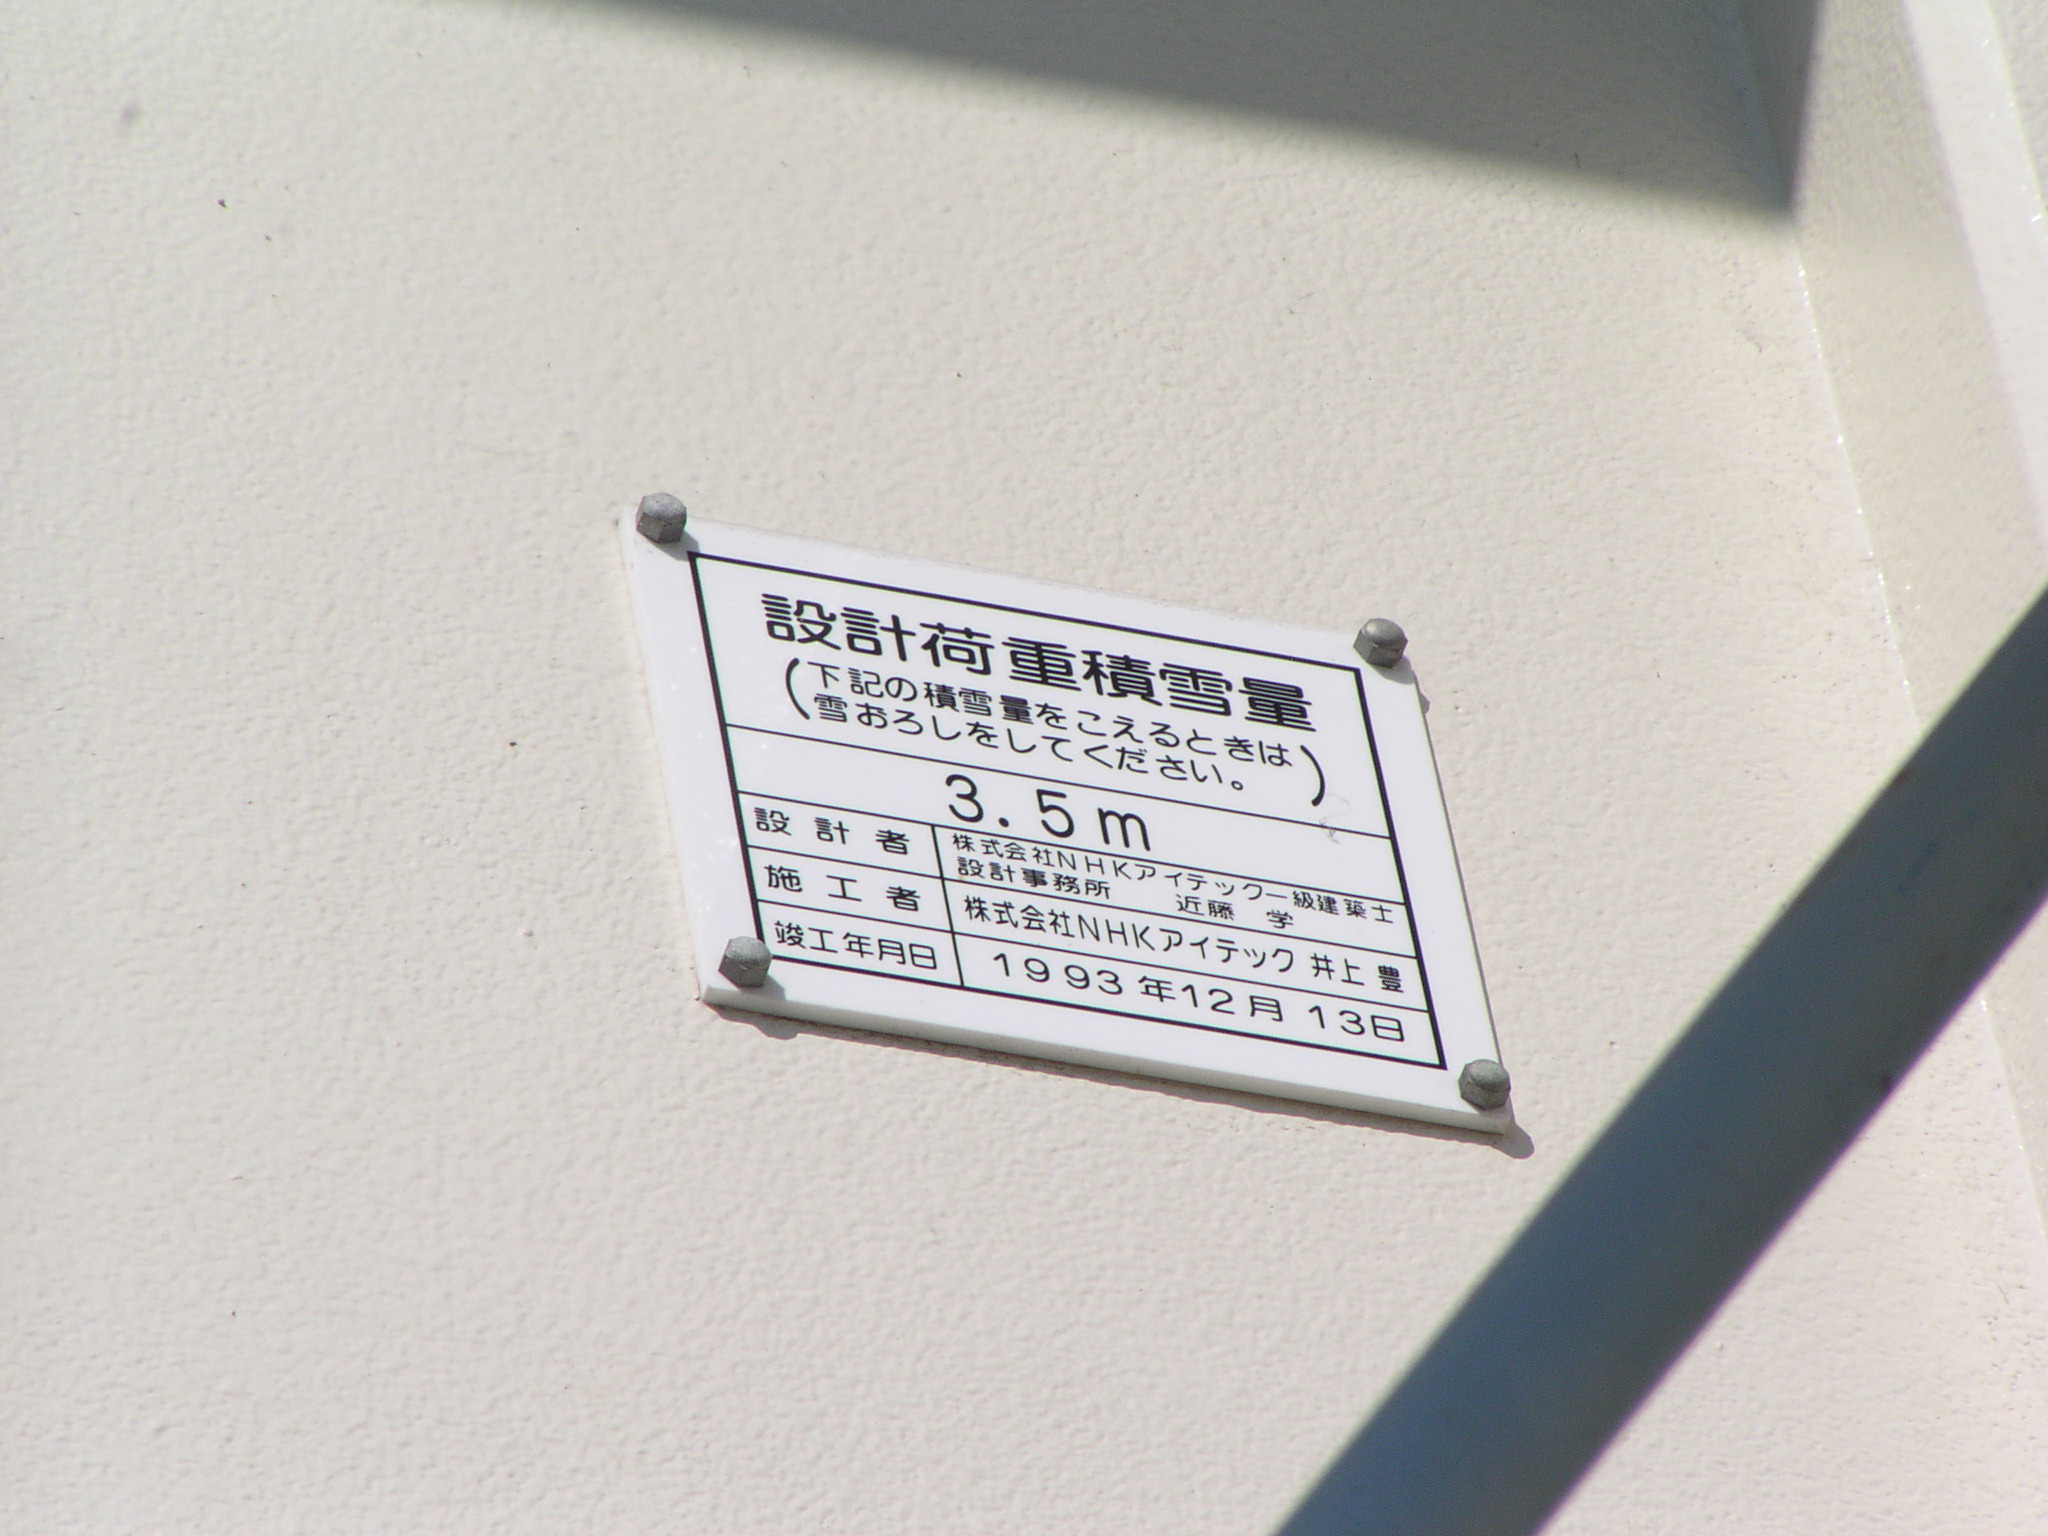 設計荷重積雪量
(下記の積雪量をこえるときは
雪おろしをしてください。)
3.5m
設計者 株式会社NHKアイテック一級建築士
設計事務所 近藤 学
施工者 株式会社NHKアイテック 井上 豊
竣工年月日 1993年12月13日